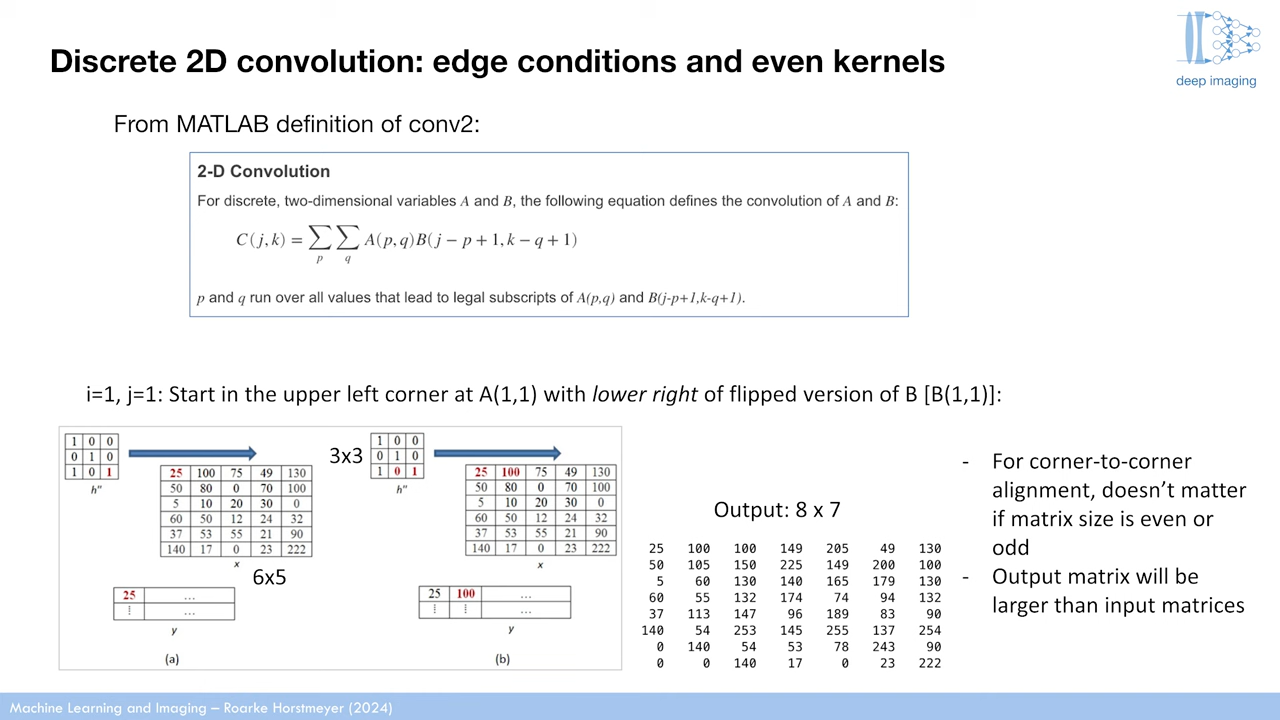 Discrete 2D convolution: edge conditions and even kernels
deep imaging
From MATLAB definition of conv2:
2-D Convolution
For discrete, two-dimensional variables A and B, the following equation defines the convolution of A and B:
C(j, k) = ∑ ∑ A(p, q)B(j − p + 1, k − q + 1)
p q
p and q run over all values that lead to legal subscripts of A(p,q) and B(j-p+1,k-q+1).
i=1, j=1: Start in the upper left corner at A(1,1) with lower right of flipped version of B [B(1,1)]:
1 0 0
0 1 0
1 0 1
h"
25 100 75 49 130
50 80 0 70 100
5 10 20 30 0
60 50 12 24 32
37 53 55 21 90
140 17 0 23 222
x
6x5
25 ...
⋮ ...
y
(a)
3x3
1 0 0
0 1 0
1 0 1
h"
25 100 75 49 130
50 80 0 70 100
5 10 20 30 0
60 50 12 24 32
37 53 55 21 90
140 17 0 23 222
x
25 100 ...
⋮ ⋮ ...
y
(b)
Output: 8 x 7
25 100 100 149 205 49 130
50 105 150 225 149 200 100
5 60 130 140 165 179 130
60 55 132 174 74 94 132
37 113 147 96 189 83 90
140 54 253 145 255 137 254
0 140 54 53 78 243 90
0 0 140 17 0 23 222
- For corner-to-corner
alignment, doesn't matter
if matrix size is even or
odd
- Output matrix will be
larger than input matrices
Machine Learning and Imaging – Roarke Horstmeyer (2024)